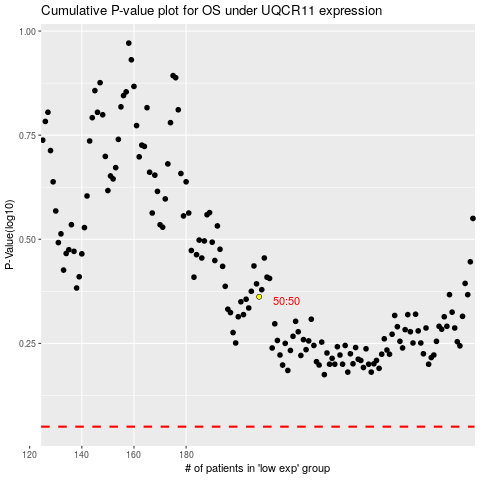 Cumulative P-value plot for OS under UQCR11 expression
P-Value(log10)
1.00
0.75
0.50
0.25
50:50
120 140 160 180
# of patients in 'low exp' group